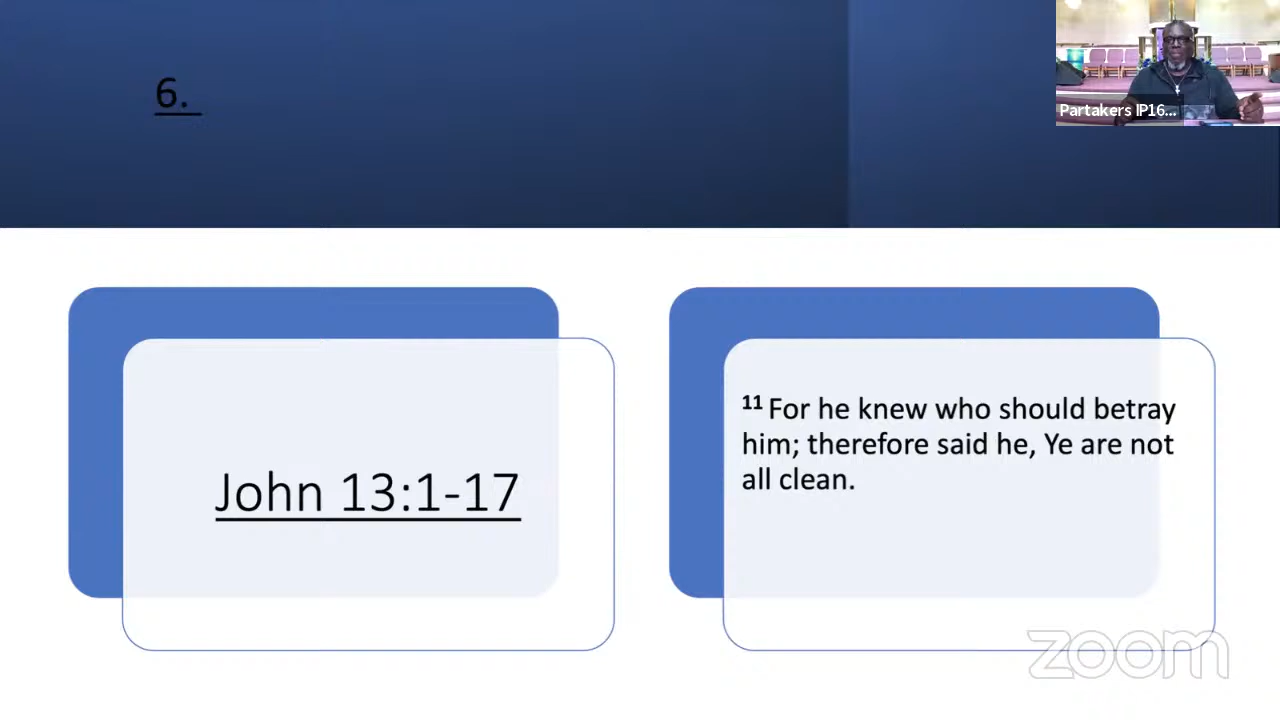 6.
Partakers IP16...
John 13:1-17
11 For he knew who should betray
him; therefore said he, Ye are not
all clean.
zoom